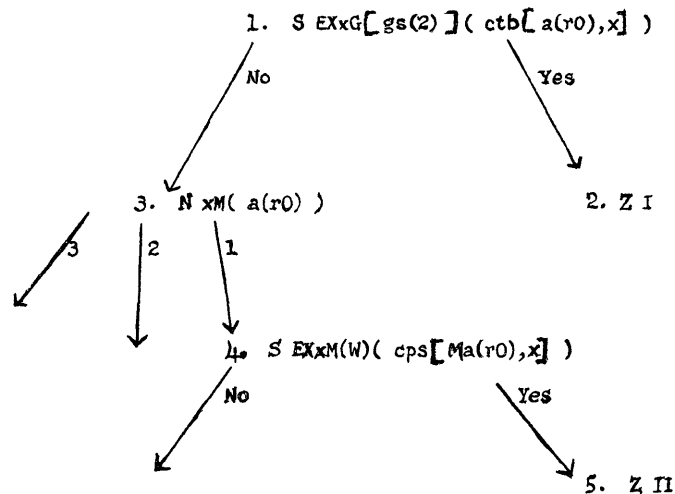 1. S EXxG[gs(2)](ctb[a(r0),x])
No Yes
3. N xM(a(r0)) 2. Z I
3 2 1
4. S EXxM(W)(cps[Ma(r0),x])
No Yes
5. Z II